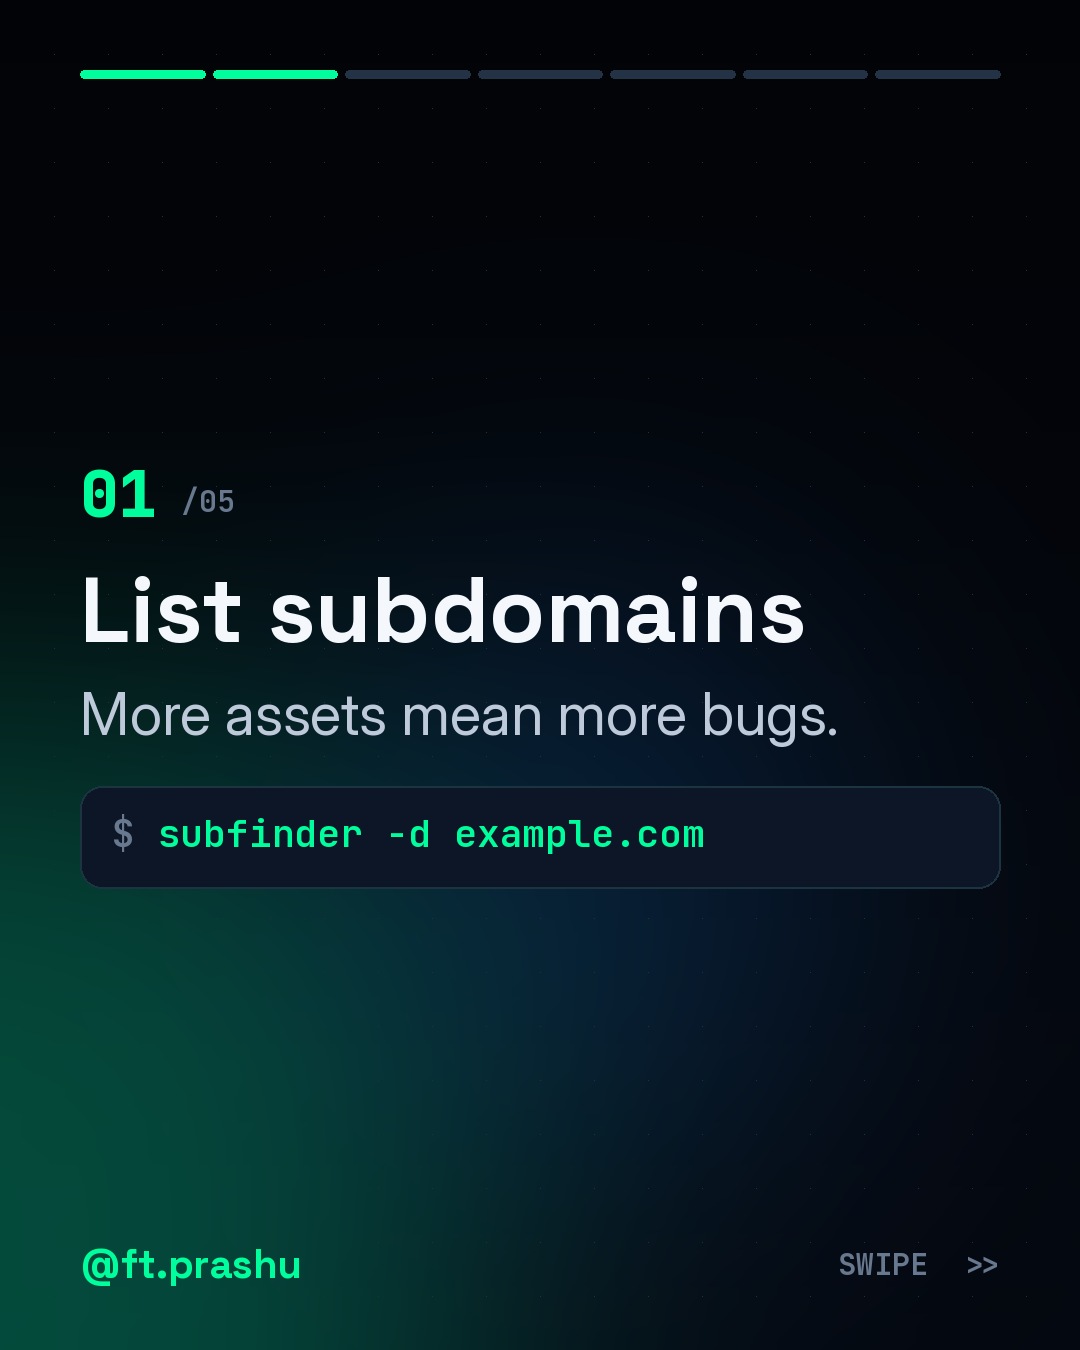 01 /05
List subdomains
More assets mean more bugs.
$ subfinder -d example.com
@ft.prashu
SWIPE >>